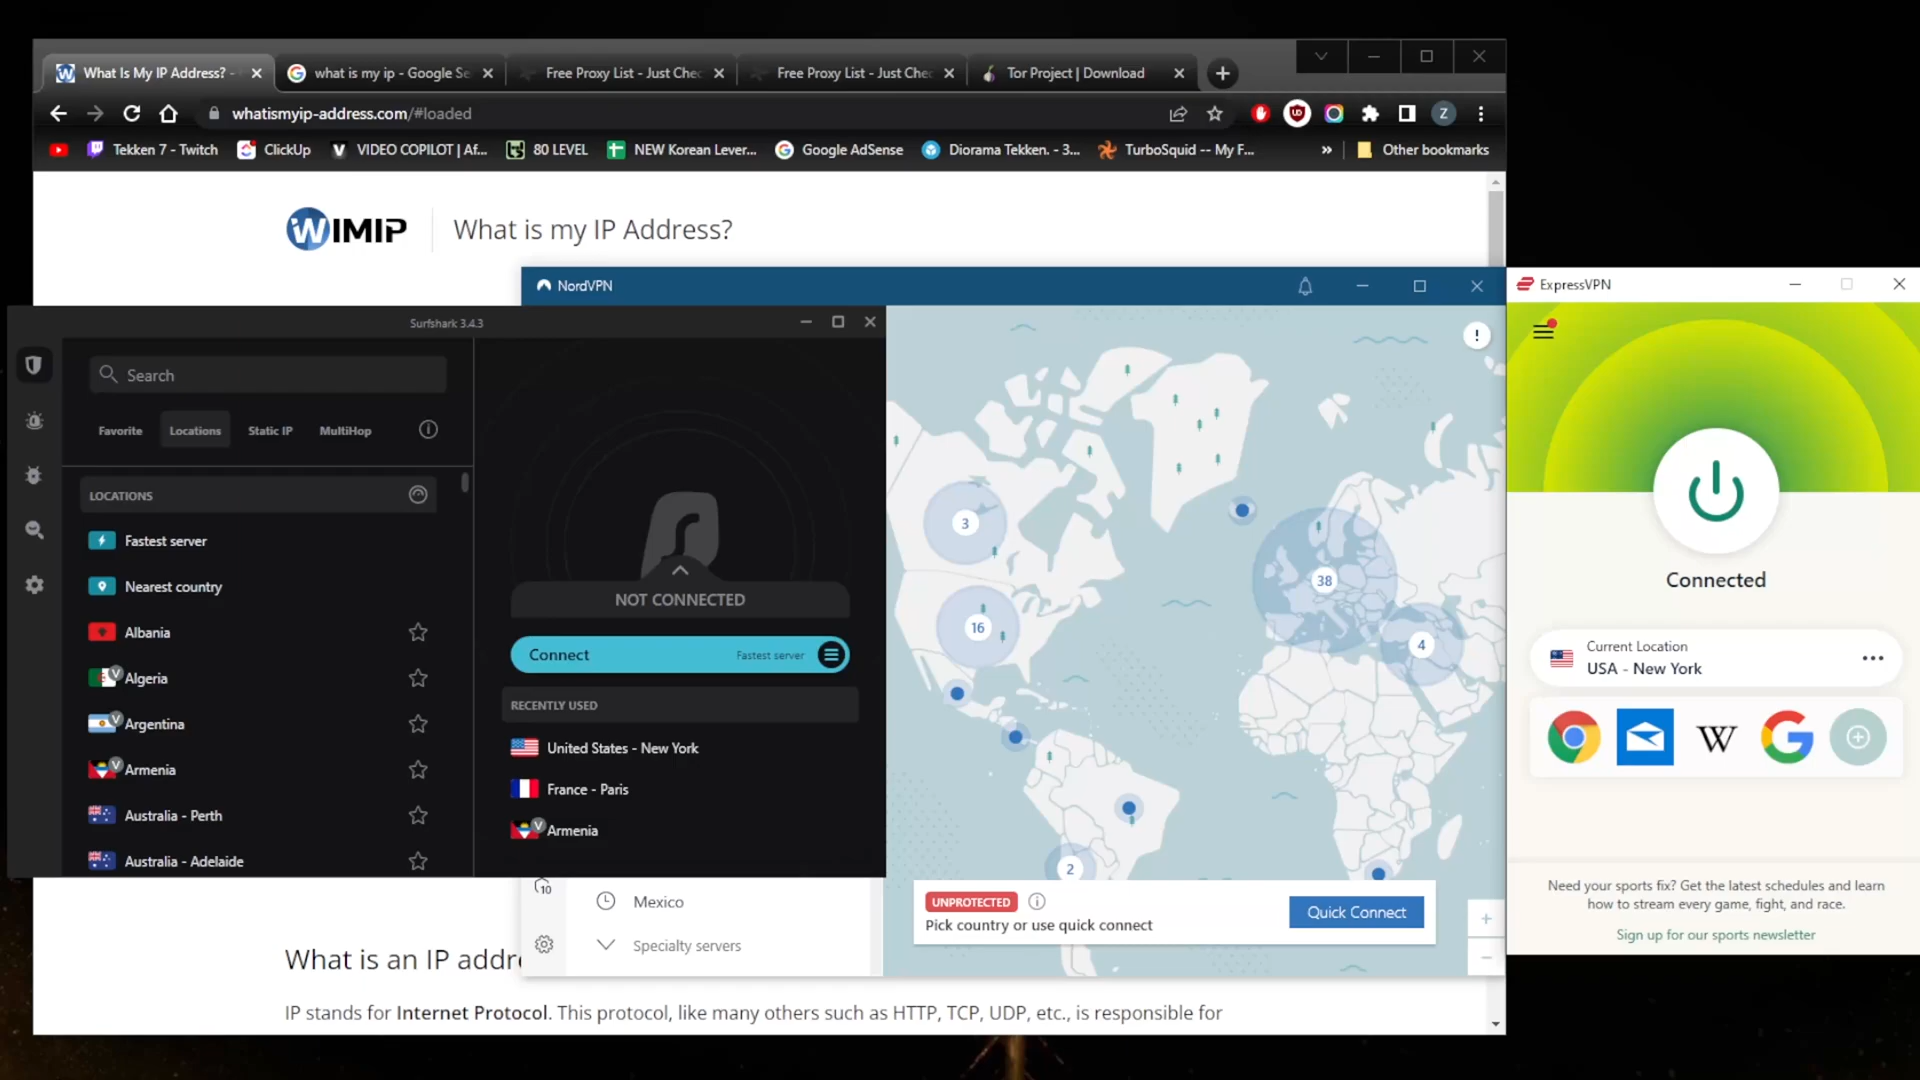 What Is My IP Address? -
what is my ip - Google Se
Free Proxy List - Just Chec
Free Proxy List - Just Chec
Tor Project | Download
whatismyip-address.com/#loaded
Z
Tekken 7 - Twitch
ClickUp
VIDEO COPILOT | Af...
80 LEVEL
NEW Korean Lever...
Google AdSense
Diorama Tekken. - 3...
TurboSquid -- My F...
»
Other bookmarks
WIMIP
What is my IP Address?
NordVPN
ExpressVPN
Surfshark 3.4.3
Search
Favorite
Locations
Static IP
MultiHop
LOCATIONS
Fastest server
Nearest country
Albania
Algeria
Argentina
Armenia
Australia - Perth
Australia - Adelaide
NOT CONNECTED
Connect
Fastest server
RECENTLY USED
United States - New York
France - Paris
Armenia
3
16
38
4
2
!
10
Mexico
Specialty servers
UNPROTECTED
Pick country or use quick connect
Quick Connect
Connected
Current Location
USA - New York
W
Need your sports fix? Get the latest schedules and learn
how to stream every game, fight, and race.
Sign up for our sports newsletter
What is an IP addre
IP stands for Internet Protocol. This protocol, like many others such as HTTP, TCP, UDP, etc., is responsible for